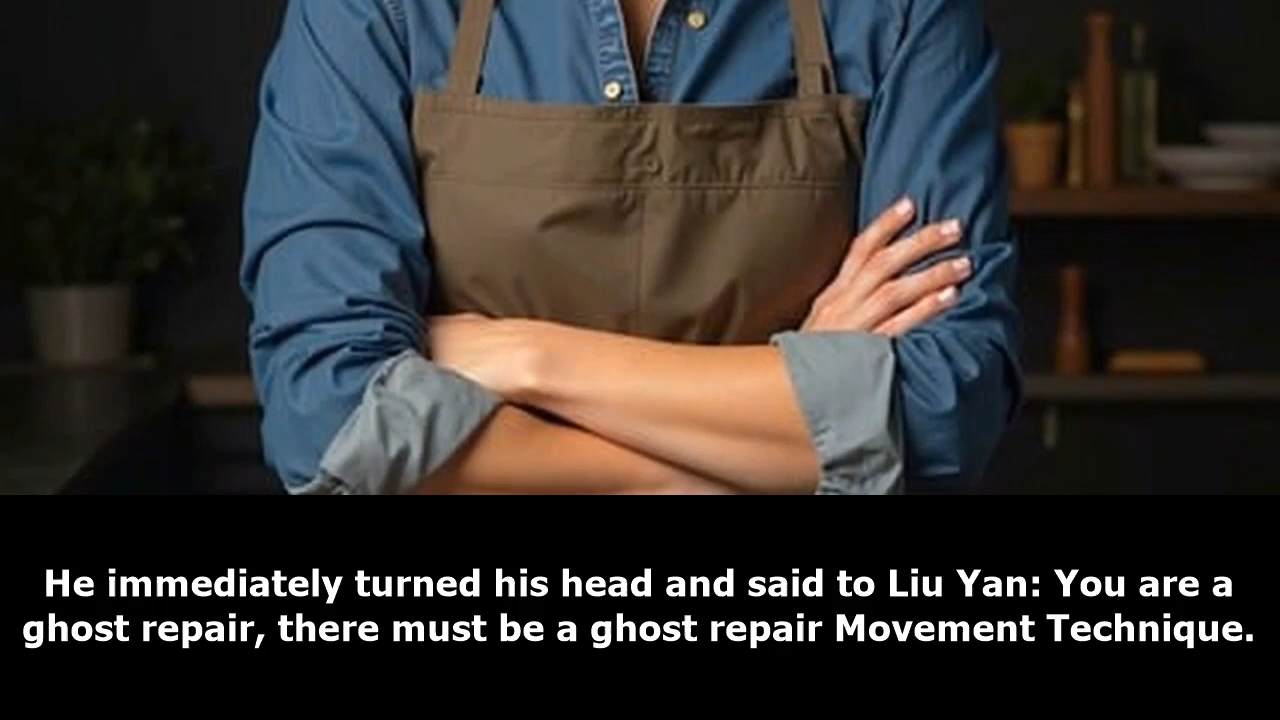 He immediately turned his head and said to Liu Yan: You are a
ghost repair, there must be a ghost repair Movement Technique.